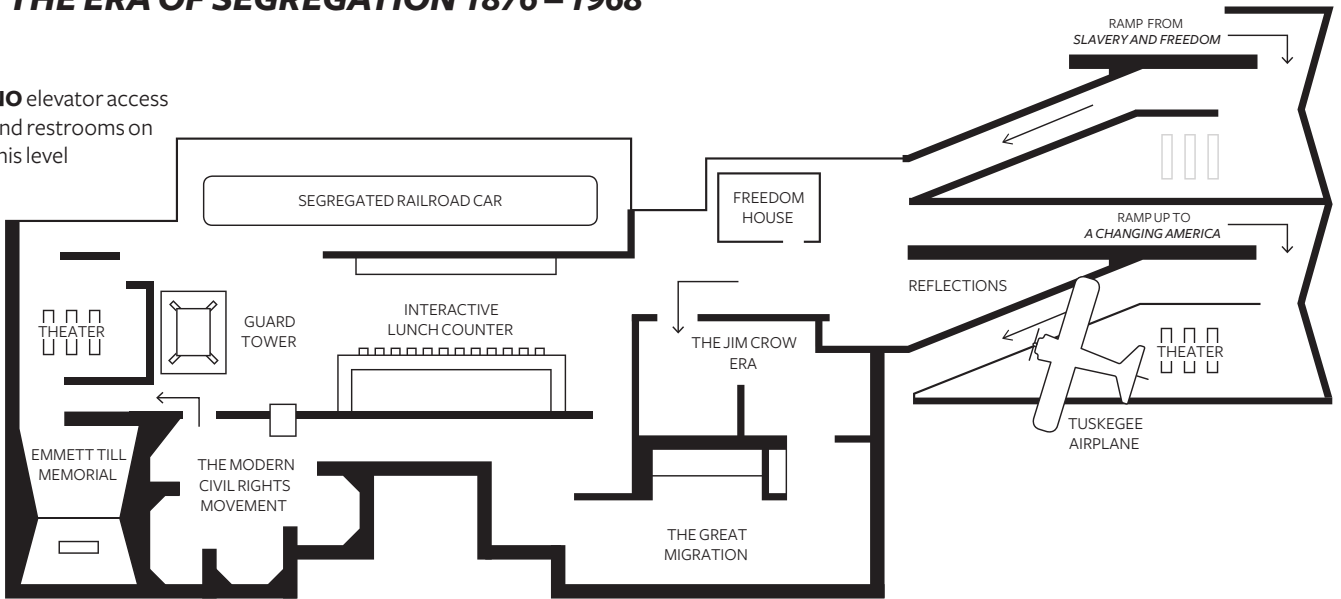 THE ERA OF SEGREGATION 1876 – 1968
NO elevator access
and restrooms on
this level
RAMP FROM
SLAVERY AND FREEDOM
SEGREGATED RAILROAD CAR
FREEDOM
HOUSE
RAMP UP TO
A CHANGING AMERICA
REFLECTIONS
THEATER
GUARD
TOWER
INTERACTIVE
LUNCH COUNTER
THE JIM CROW
ERA
THEATER
TUSKEGEE
AIRPLANE
EMMETT TILL
MEMORIAL
THE MODERN
CIVIL RIGHTS
MOVEMENT
THE GREAT
MIGRATION